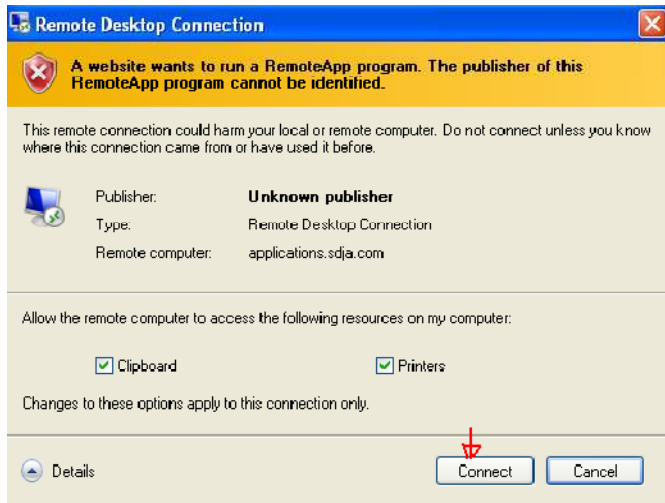 Remote Desktop Connection
A website wants to run a RemoteApp program. The publisher of this
RemoteApp program cannot be identified.
This remote connection could harm your local or remote computer. Do not connect unless you know
where this connection came from or have used it before.
Publisher: Unknown publisher
Type: Remote Desktop Connection
Remote computer: applications.sdja.com
Allow the remote computer to access the following resources on my computer:
Clipboard Printers
Changes to these options apply to this connection only.
Details Connect Cancel